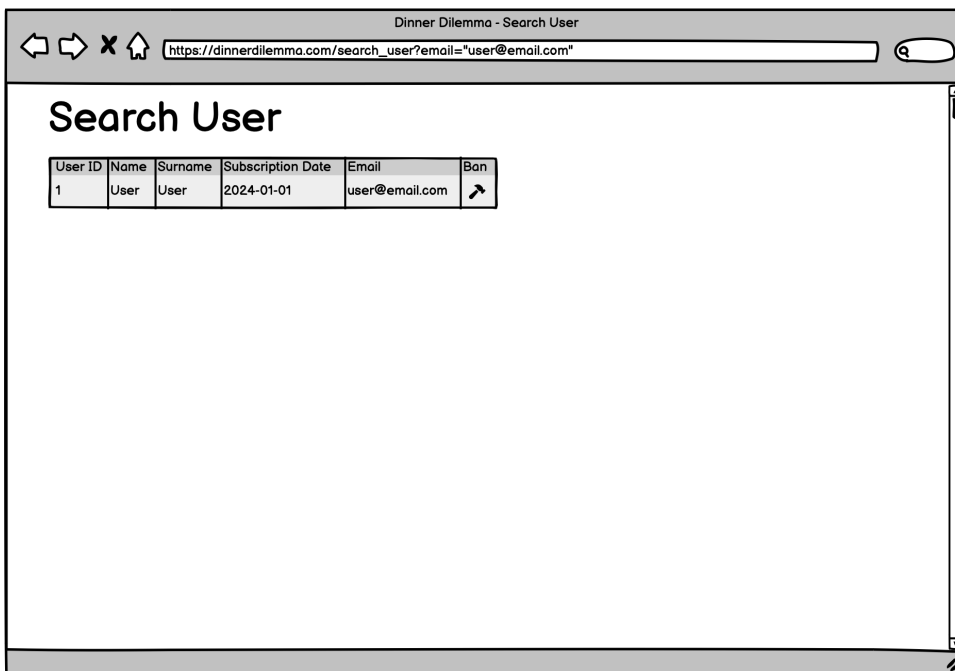 Dinner Dilemma - Search User
https://dinnerdilemma.com/search_user?email="user@email.com"
Search User
User ID Name Surname Subscription Date Email Ban
1 User User 2024-01-01 user@email.com